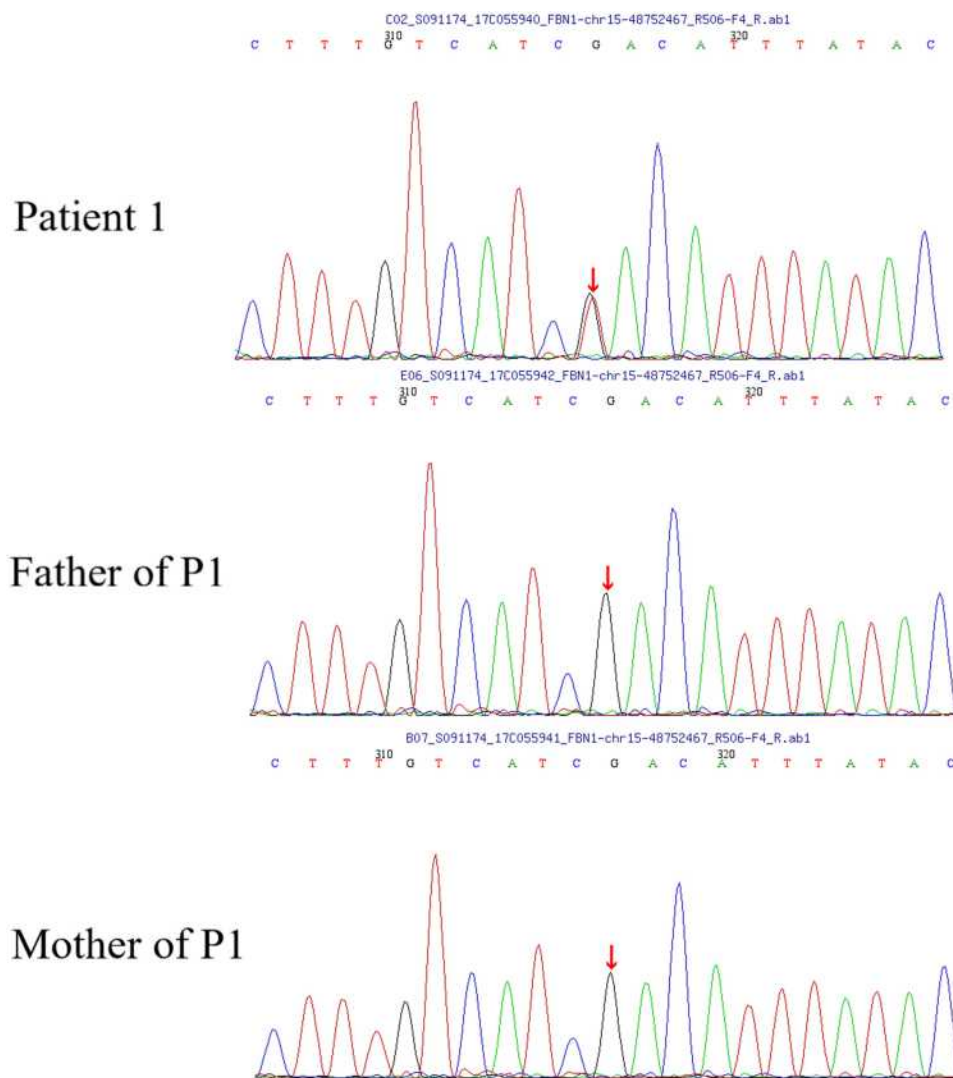 C02_S091174_17C055940_FBN1-chr15-48752467_R506-F4_R.ab1
310 320
C T T T G T C A T C G A C A T T T A T A C
Patient 1
E06_S091174_17C055942_FBN1-chr15-48752467_R506-F4_R.ab1
310 320
C T T T G T C A T C G A C A T T T A T A C
Father of P1
B07_S091174_17C055941_FBN1-chr15-48752467_R506-F4_R.ab1
310 320
C T T T G T C A T C G A C A T T T A T A C
Mother of P1